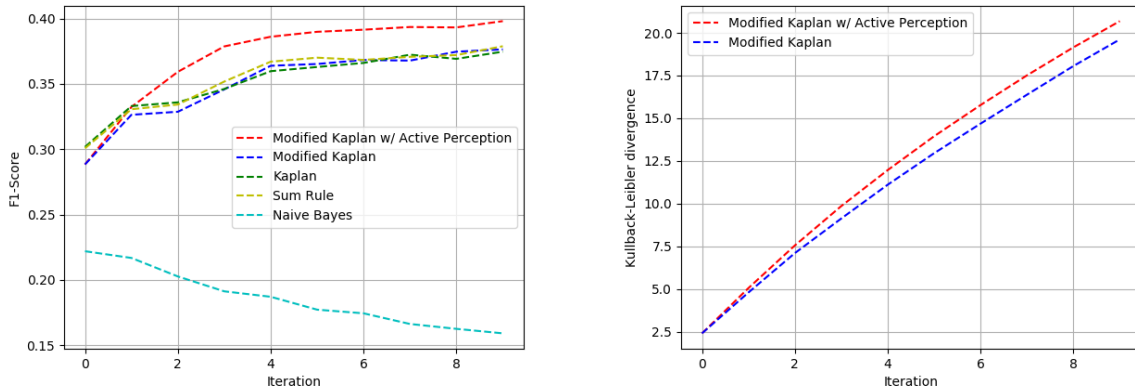 0.40
0.35
0.30
0.25
0.20
0.15
F1-Score
Modified Kaplan w/ Active Perception
Modified Kaplan
Kaplan
Sum Rule
Naive Bayes
0 2 4 6 8
Iteration
20.0
17.5
15.0
12.5
10.0
7.5
5.0
2.5
Kullback-Leibler divergence
Modified Kaplan w/ Active Perception
Modified Kaplan
0 2 4 6 8
Iteration